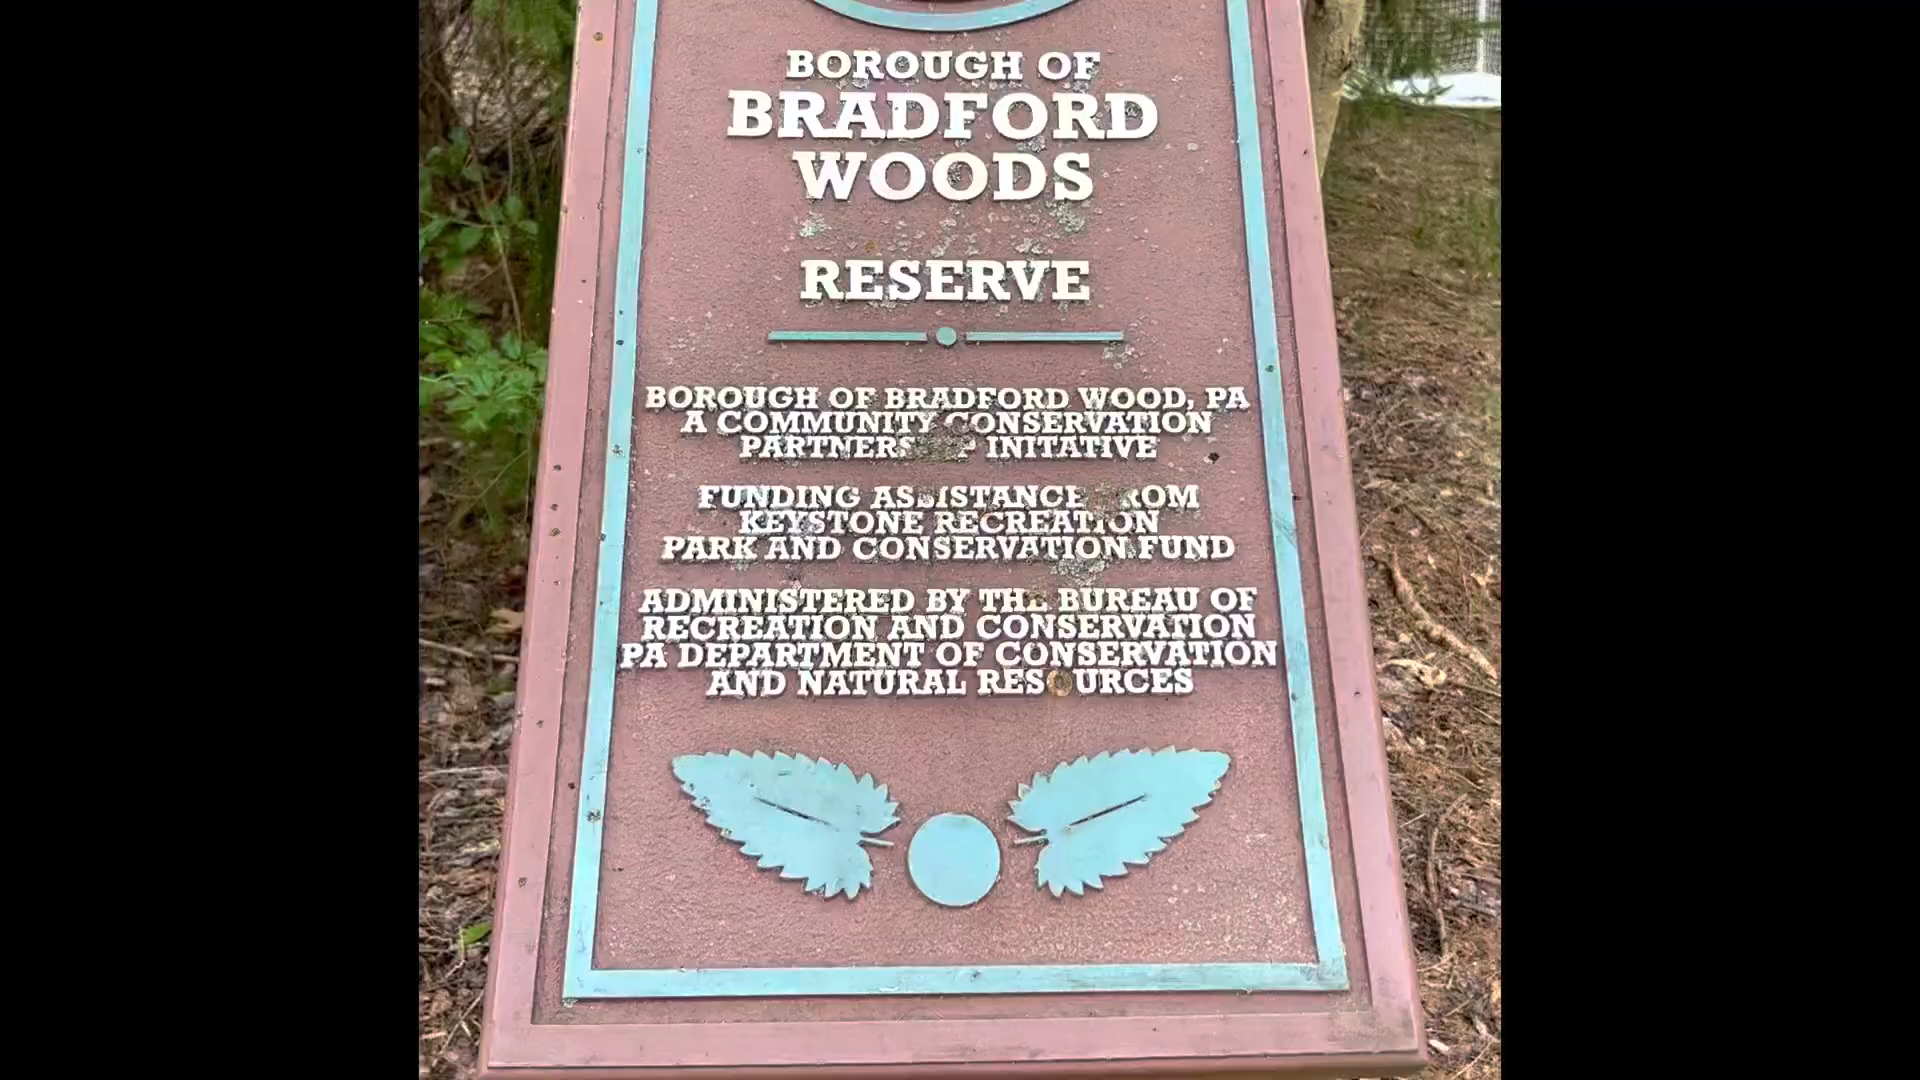 BOROUGH OF
BRADFORD
WOODS
RESERVE
BOROUGH OF BRADFORD WOOD, PA
A COMMUNITY CONSERVATION
PARTNERSHIP INITATIVE
FUNDING ASSISTANCE FROM
KEYSTONE RECREATION
PARK AND CONSERVATION FUND
ADMINISTERED BY THE BUREAU OF
RECREATION AND CONSERVATION
PA DEPARTMENT OF CONSERVATION
AND NATURAL RESOURCES